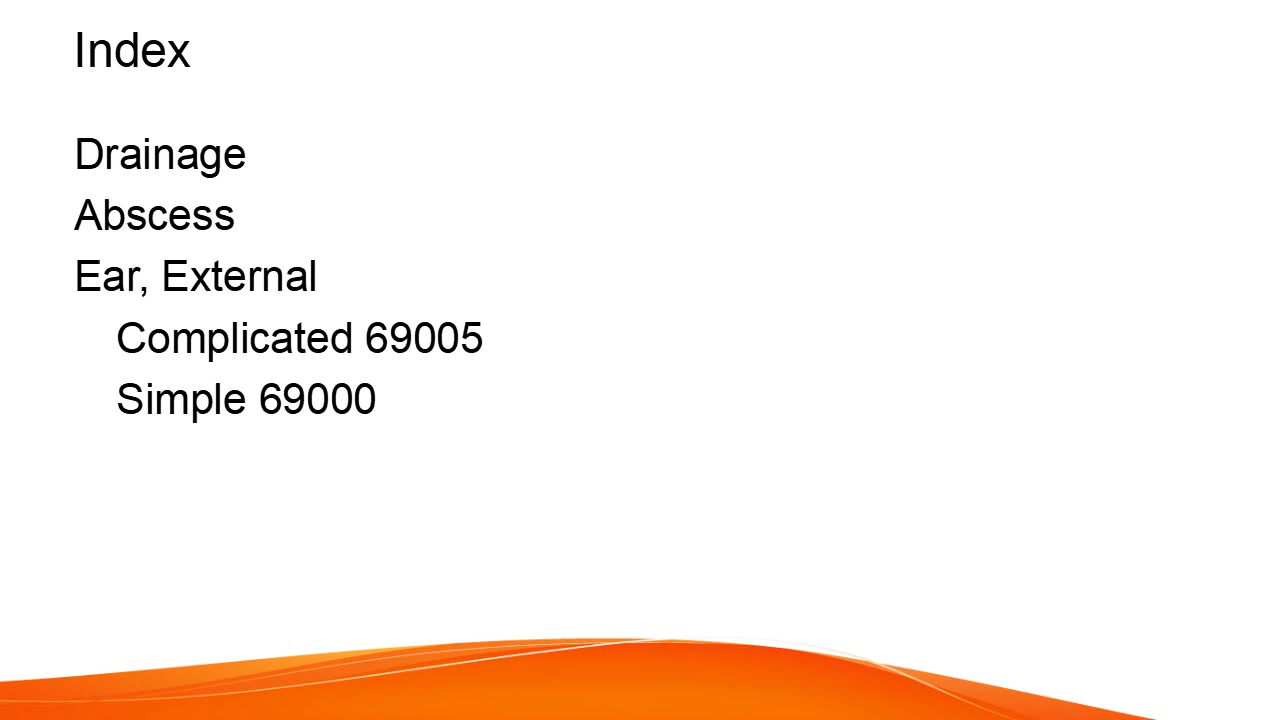 Index
Drainage
Abscess
Ear, External
Complicated 69005
Simple 69000